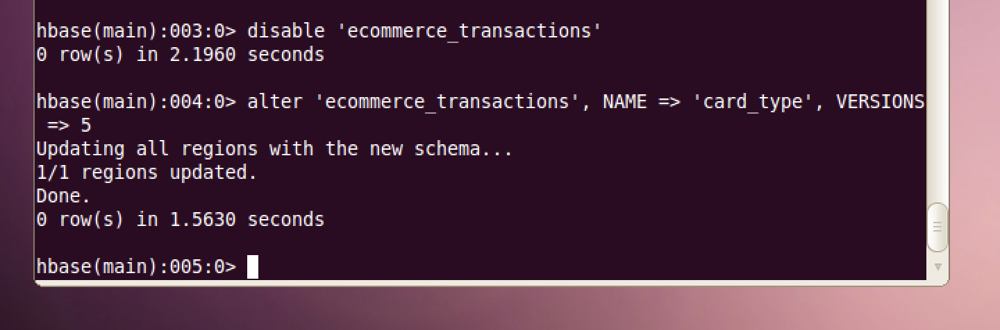 hbase(main):003:0> disable 'ecommerce_transactions'
0 row(s) in 2.1960 seconds
hbase(main):004:0> alter 'ecommerce_transactions', NAME => 'card_type', VERSIONS
 => 5
Updating all regions with the new schema...
1/1 regions updated.
Done.
0 row(s) in 1.5630 seconds
hbase(main):005:0>